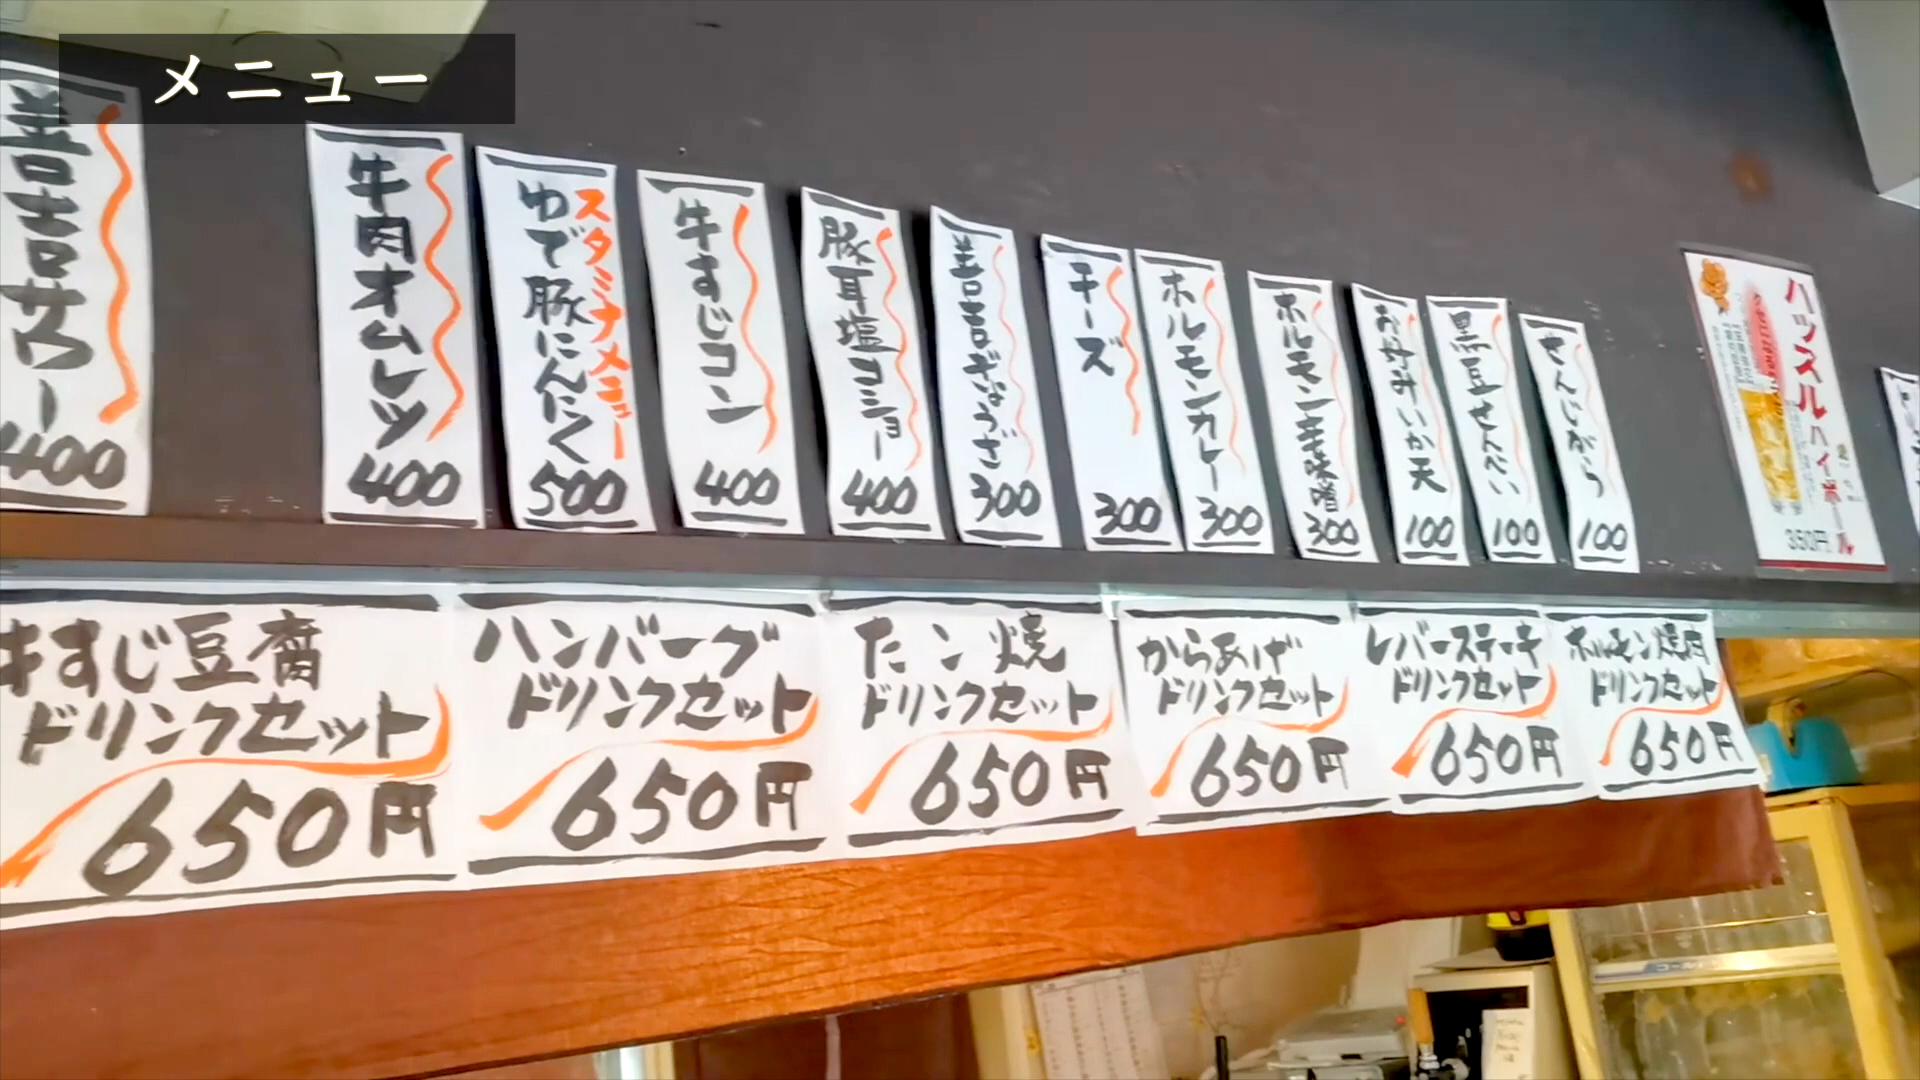 メニュー
善吉サワー
400
牛肉オムレツ
400
スタミナメニュー
ゆで豚にんにく
500
牛すじコン
400
豚耳塩コショー
400
善吉ぎょうざ
300
チーズ
300
ホルモンカレー
300
ホルモン辛味噌
300
お好みいか天
100
黒豆せんべい
100
せんじがら
100
ハッスルハイボール
350円
牛すじ豆腐
ドリンクセット
650円
ハンバーグ
ドリンクセット
650円
たン焼
ドリンクセット
650円
からあげ
ドリンクセット
650円
レバーステーキ
ドリンクセット
650円
ホルモン焼肉
ドリンクセット
650円